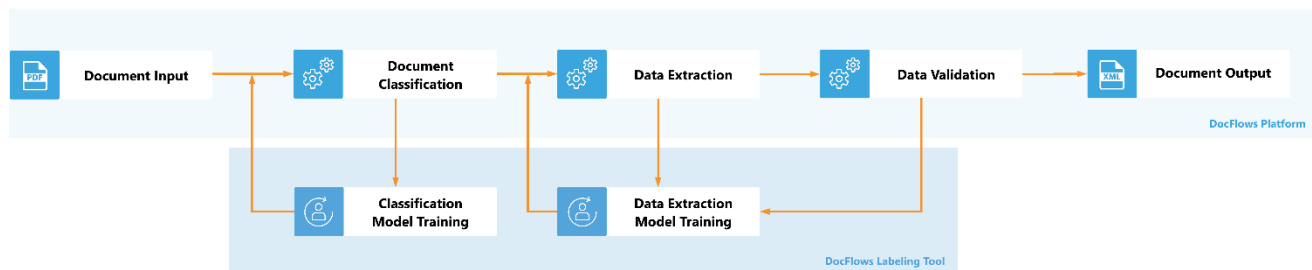 PDF
Document Input
Document
Classification
Data Extraction
Data Validation
XML
Document Output
DocFlows Platform
Classification
Model Training
Data Extraction
Model Training
DocFlows Labeling Tool